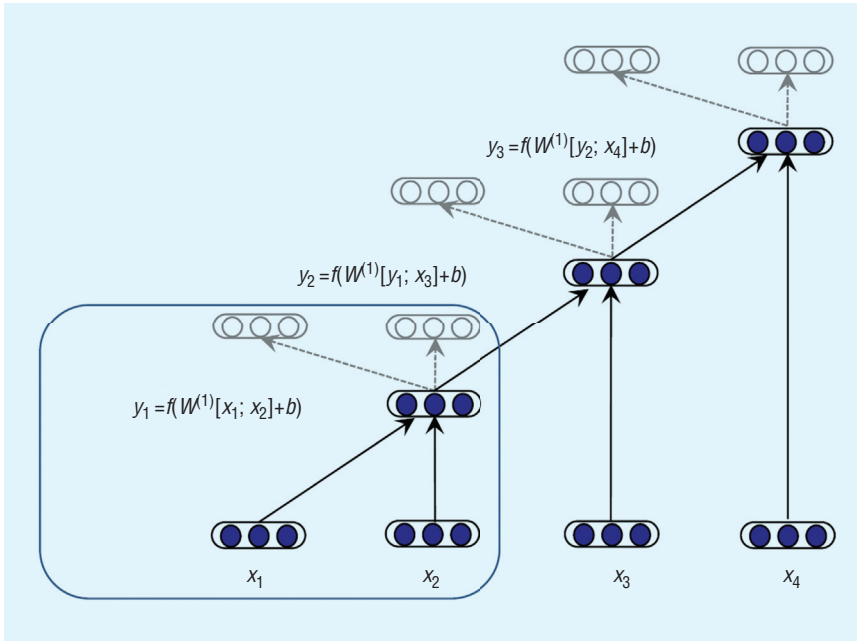 y₃ =f(W⁽¹⁾[y₂; x₄]+b)
y₂ =f(W⁽¹⁾[y₁; x₃]+b)
y₁ =f(W⁽¹⁾[x₁; x₂]+b)
x₁ x₂ x₃ x₄